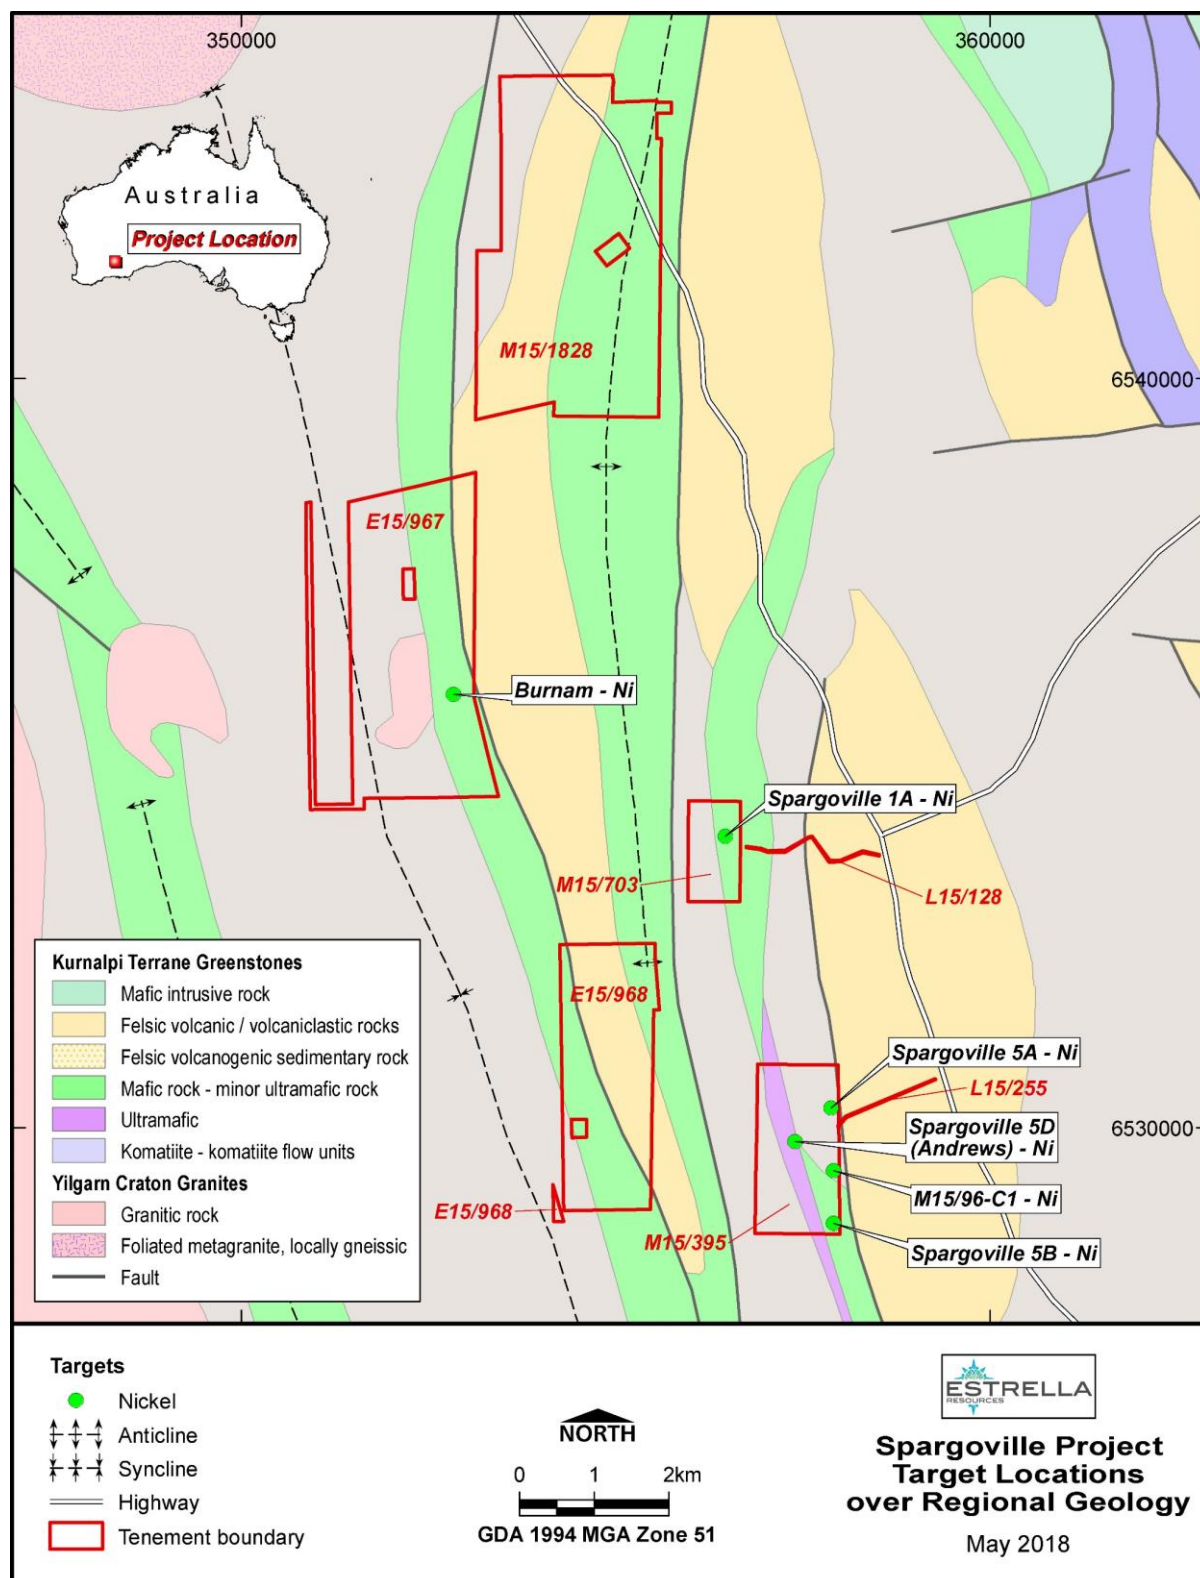 350000
360000
Australia
Project Location
M15/1828
6540000
E15/967
Burnam - Ni
Spargoville 1A - Ni
M15/703
L15/128
E15/968
Spargoville 5A - Ni
L15/255
Spargoville 5D
(Andrews) - Ni
6530000
M15/96-C1 - Ni
E15/968
M15/395
Spargoville 5B - Ni
Kurnalpi Terrane Greenstones
Mafic intrusive rock
Felsic volcanic / volcaniclastic rocks
Felsic volcanogenic sedimentary rock
Mafic rock - minor ultramafic rock
Ultramafic
Komatiite - komatiite flow units
Yilgarn Craton Granites
Granitic rock
Foliated metagranite, locally gneissic
Fault
Targets
Nickel
Anticline
Syncline
Highway
Tenement boundary
NORTH
0 1 2km
GDA 1994 MGA Zone 51
ESTRELLA
RESOURCES
Spargoville Project
Target Locations
over Regional Geology
May 2018